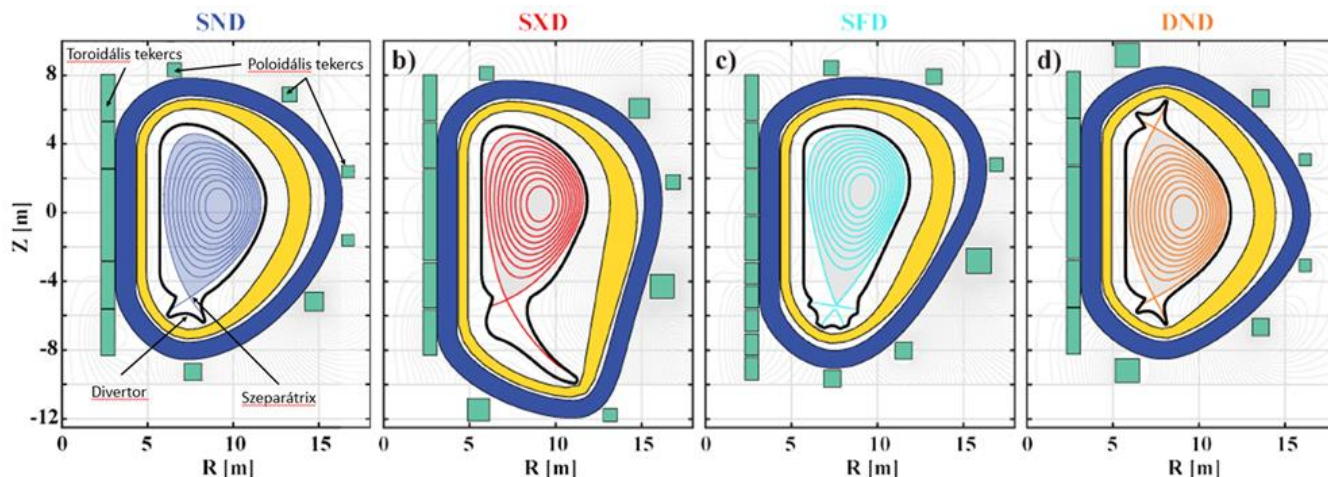 SND SXD SFD DND
Toroidális tekercs
Poloidális tekercs
b) c) d)
8
4
0
-4
-8
-12
Z [m]
Divertor
Szeparátrix
0 5 10 15 0 5 10 15 0 5 10 15 0 5 10 15
R [m] R [m] R [m] R [m]